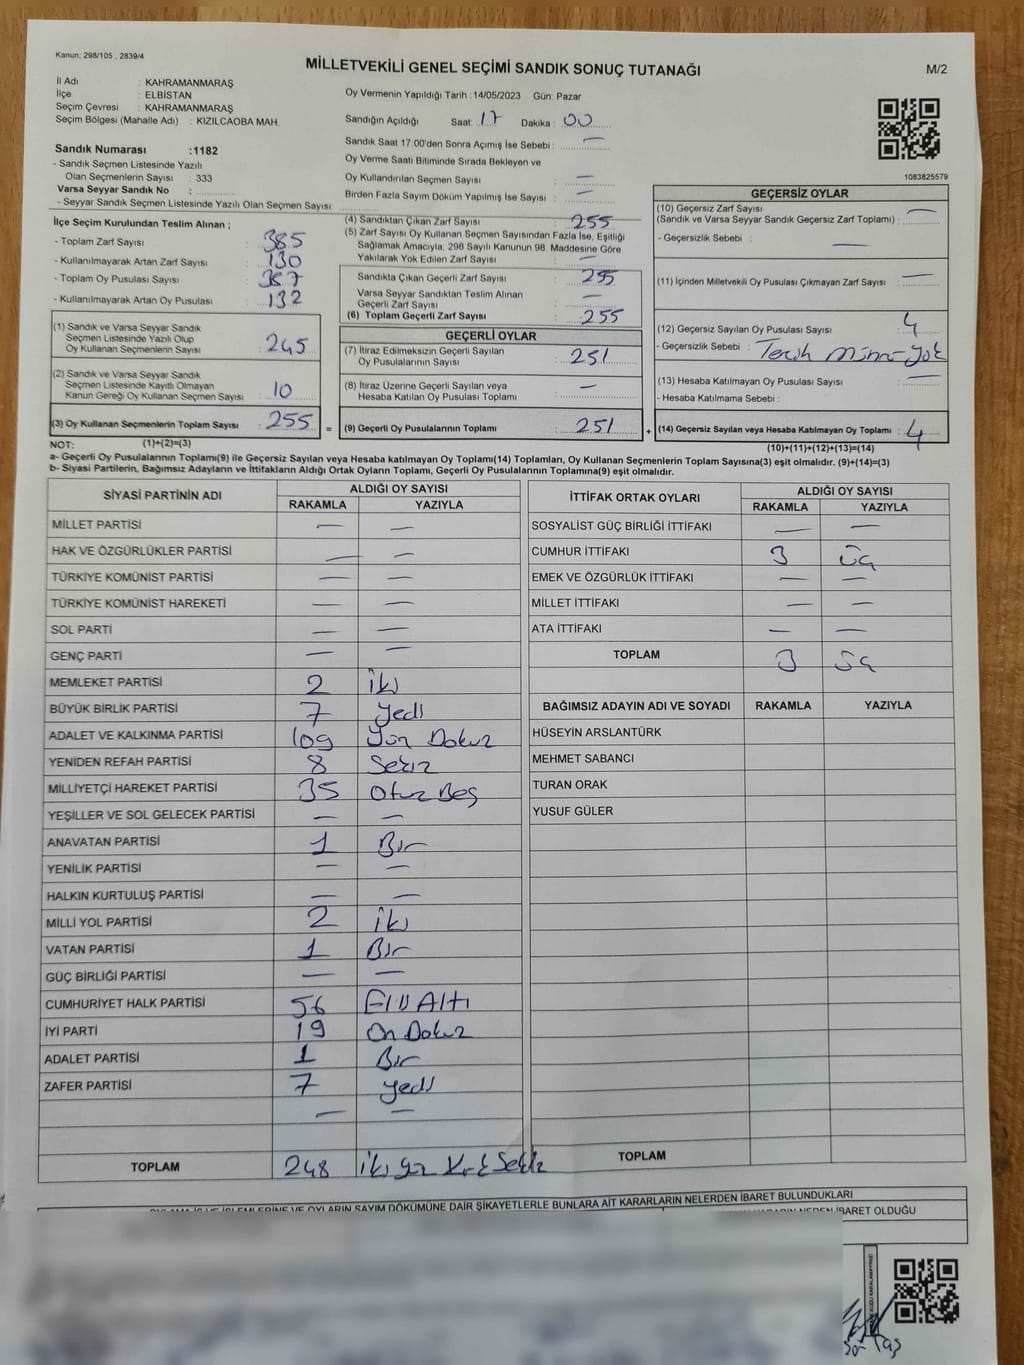 Kanun: 298/105 , 2839/4
MİLLETVEKİLİ GENEL SEÇİMİ SANDIK SONUÇ TUTANAĞI
M/2
İl Adı : KAHRAMANMARAŞ
İlçe : ELBİSTAN
Seçim Çevresi : KAHRAMANMARAŞ
Seçim Bölgesi (Mahalle Adı) : KIZILCAOBA MAH.
Oy Vermenin Yapıldığı Tarih :14/05/2023 Gün: Pazar
Sandığın Açıldığı Saat: 17 Dakika : 00
Sandık Saat 17:00'den Sonra Açımış İse Sebebi : —
Oy Verme Saati Bitiminde Sırada Bekleyen ve
Oy Kullandırılan Seçmen Sayısı : —
Birden Fazla Sayım Döküm Yapılmış İse Sayısı : —
1083825579
Sandık Numarası :1182
- Sandık Seçmen Listesinde Yazılı
Olan Seçmenlerin Sayısı : 333
Varsa Seyyar Sandık No :
- Seyyar Sandık Seçmen Listesinde Yazılı Olan Seçmen Sayısı:
İlçe Seçim Kurulundan Teslim Alınan ;
- Toplam Zarf Sayısı : 385
- Kullanılmayarak Artan Zarf Sayısı : 130
- Toplam Oy Pusulası Sayısı : 387
- Kullanılmayarak Artan Oy Pusulası : 132
(1) Sandık ve Varsa Seyyar Sandık
Seçmen Listesinde Yazılı Olup
Oy Kullanan Seçmenlerin Sayısı : 245
(2) Sandık ve Varsa Seyyar Sandık
Seçmen Listesinde Kayıtlı Olmayan
Kanun Gereği Oy Kullanan Seçmen Sayısı : 10
(3) Oy Kullanan Seçmenlerin Toplam Sayısı : 255
(1)+(2)=(3)
(4) Sandıktan Çıkan Zarf Sayısı : 255
(5) Zarf Sayısı Oy Kullanan Seçmen Sayısından Fazla İse, Eşitliği
Sağlamak Amacıyla; 298 Sayılı Kanunun 98. Maddesine Göre
Yakılarak Yok Edilen Zarf Sayısı : —
Sandıkta Çıkan Geçerli Zarf Sayısı : 255
Varsa Seyyar Sandıktan Teslim Alınan
Geçerli Zarf Sayısı : —
(6) Toplam Geçerli Zarf Sayısı : 255
GEÇERLİ OYLAR
(7) İtiraz Edilmeksizin Geçerli Sayılan
Oy Pusulalarının Sayısı : 251
(8) İtiraz Üzerine Geçerli Sayılan veya
Hesaba Katılan Oy Pusulası Toplamı : —
= (9) Geçerli Oy Pusulalarının Toplamı : 251 +
GEÇERSİZ OYLAR
(10) Geçersiz Zarf Sayısı : —
(Sandık ve Varsa Seyyar Sandık Geçersiz Zarf Toplamı)
- Geçersizlik Sebebi : —
(11) İçinden Milletvekili Oy Pusulası Çıkmayan Zarf Sayısı : —
(12) Geçersiz Sayılan Oy Pusulası Sayısı : 4
- Geçersizlik Sebebi : Tercih Mührü Yok
(13) Hesaba Katılmayan Oy Pusulası Sayısı : —
- Hesaba Katılmama Sebebi :
(14) Geçersiz Sayılan veya Hesaba Katılmayan Oy Toplamı : 4
(10)+(11)+(12)+(13)=(14)
NOT:
a- Geçerli Oy Pusulasının Toplamı(9) ile Geçersiz Sayılan veya Hesaba katılmayan Oy Toplamı(14) Toplamları, Oy Kullanan Seçmenlerin Toplam Sayısına(3) eşit olmalıdır. (9)+(14)=(3)
b- Siyasi Partilerin, Bağımsız Adayların ve İttifakların Aldığı Ortak Oyların Toplamı, Geçerli Oy Pusulalarının Toplamına(9) eşit olmalıdır.
SİYASİ PARTİNİN ADI ALDIĞI OY SAYISI
RAKAMLA YAZIYLA
MİLLET PARTİSİ — —
HAK VE ÖZGÜRLÜKLER PARTİSİ — —
TÜRKİYE KOMÜNİST PARTİSİ — —
TÜRKİYE KOMÜNİST HAREKETİ — —
SOL PARTİ — —
GENÇ PARTİ — —
MEMLEKET PARTİSİ 2 iki
BÜYÜK BİRLİK PARTİSİ 7 yedi
ADALET VE KALKINMA PARTİSİ 109 Yüz Dokuz
YENİDEN REFAH PARTİSİ 8 Sekiz
MİLLİYETÇİ HAREKET PARTİSİ 35 Otuz Beş
YEŞİLLER VE SOL GELECEK PARTİSİ — —
ANAVATAN PARTİSİ 1 Bir
YENİLİK PARTİSİ — —
HALKIN KURTULUŞ PARTİSİ — —
MİLLİ YOL PARTİSİ 2 iki
VATAN PARTİSİ 1 Bir
GÜÇ BİRLİĞİ PARTİSİ — —
CUMHURİYET HALK PARTİSİ 56 Elli Altı
İYİ PARTİ 19 On Dokuz
ADALET PARTİSİ 1 Bir
ZAFER PARTİSİ 7 yedi
— —
TOPLAM 248 iki yüz Kırk Sekiz
İTTİFAK ORTAK OYLARI ALDIĞI OY SAYISI
RAKAMLA YAZIYLA
SOSYALİST GÜÇ BİRLİĞİ İTTİFAKI — —
CUMHUR İTTİFAKI 3 üç
EMEK VE ÖZGÜRLÜK İTTİFAKI — —
MİLLET İTTİFAKI — —
ATA İTTİFAKI — —
TOPLAM 3 üç
BAĞIMSIZ ADAYIN ADI VE SOYADI RAKAMLA YAZIYLA
HÜSEYİN ARSLANTÜRK
MEHMET SABANCI
TURAN ORAK
YUSUF GÜLER
TOPLAM
OYLAMA İŞ VE İŞLEMLERİNE VE OYLARIN SAYIM DÖKÜMÜNE DAİR ŞİKAYETLERLE BUNLARA AİT KARARLARIN NELERDEN İBARET BULUNDUKLARI
İBARET OLDUĞU